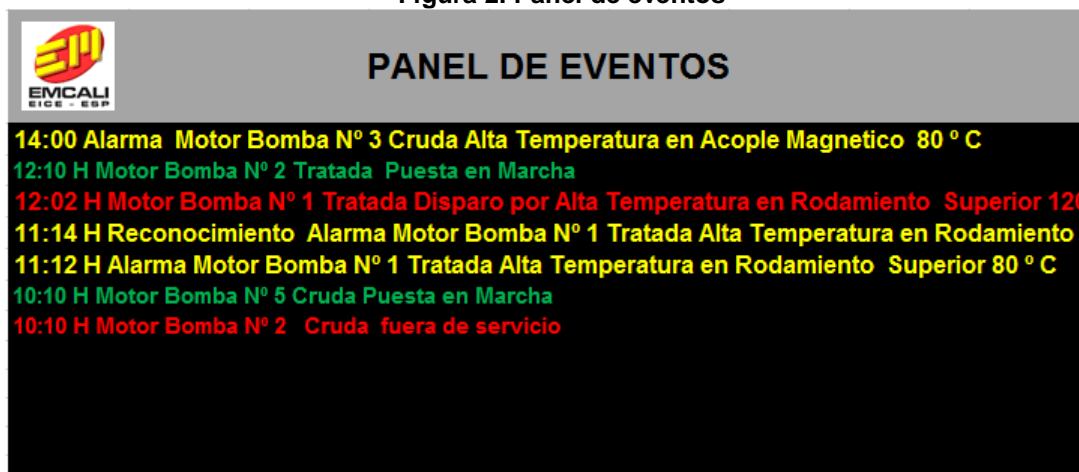 Figura 2. Panel de eventos
EMCALI
EICE - ESP
PANEL DE EVENTOS
14:00 Alarma Motor Bomba Nº 3 Cruda Alta Temperatura en Acople Magnetico 80 º C
12:10 H Motor Bomba Nº 2 Tratada Puesta en Marcha
12:02 H Motor Bomba Nº 1 Tratada Disparo por Alta Temperatura en Rodamiento Superior
11:14 H Reconocimiento Alarma Motor Bomba Nº 1 Tratada Alta Temperatura en Rodamiento
11:12 H Alarma Motor Bomba Nº 1 Tratada Alta Temperatura en Rodamiento Superior 80 º C
10:10 H Motor Bomba Nº 5 Cruda Puesta en Marcha
10:10 H Motor Bomba Nº 2 Cruda fuera de servicio